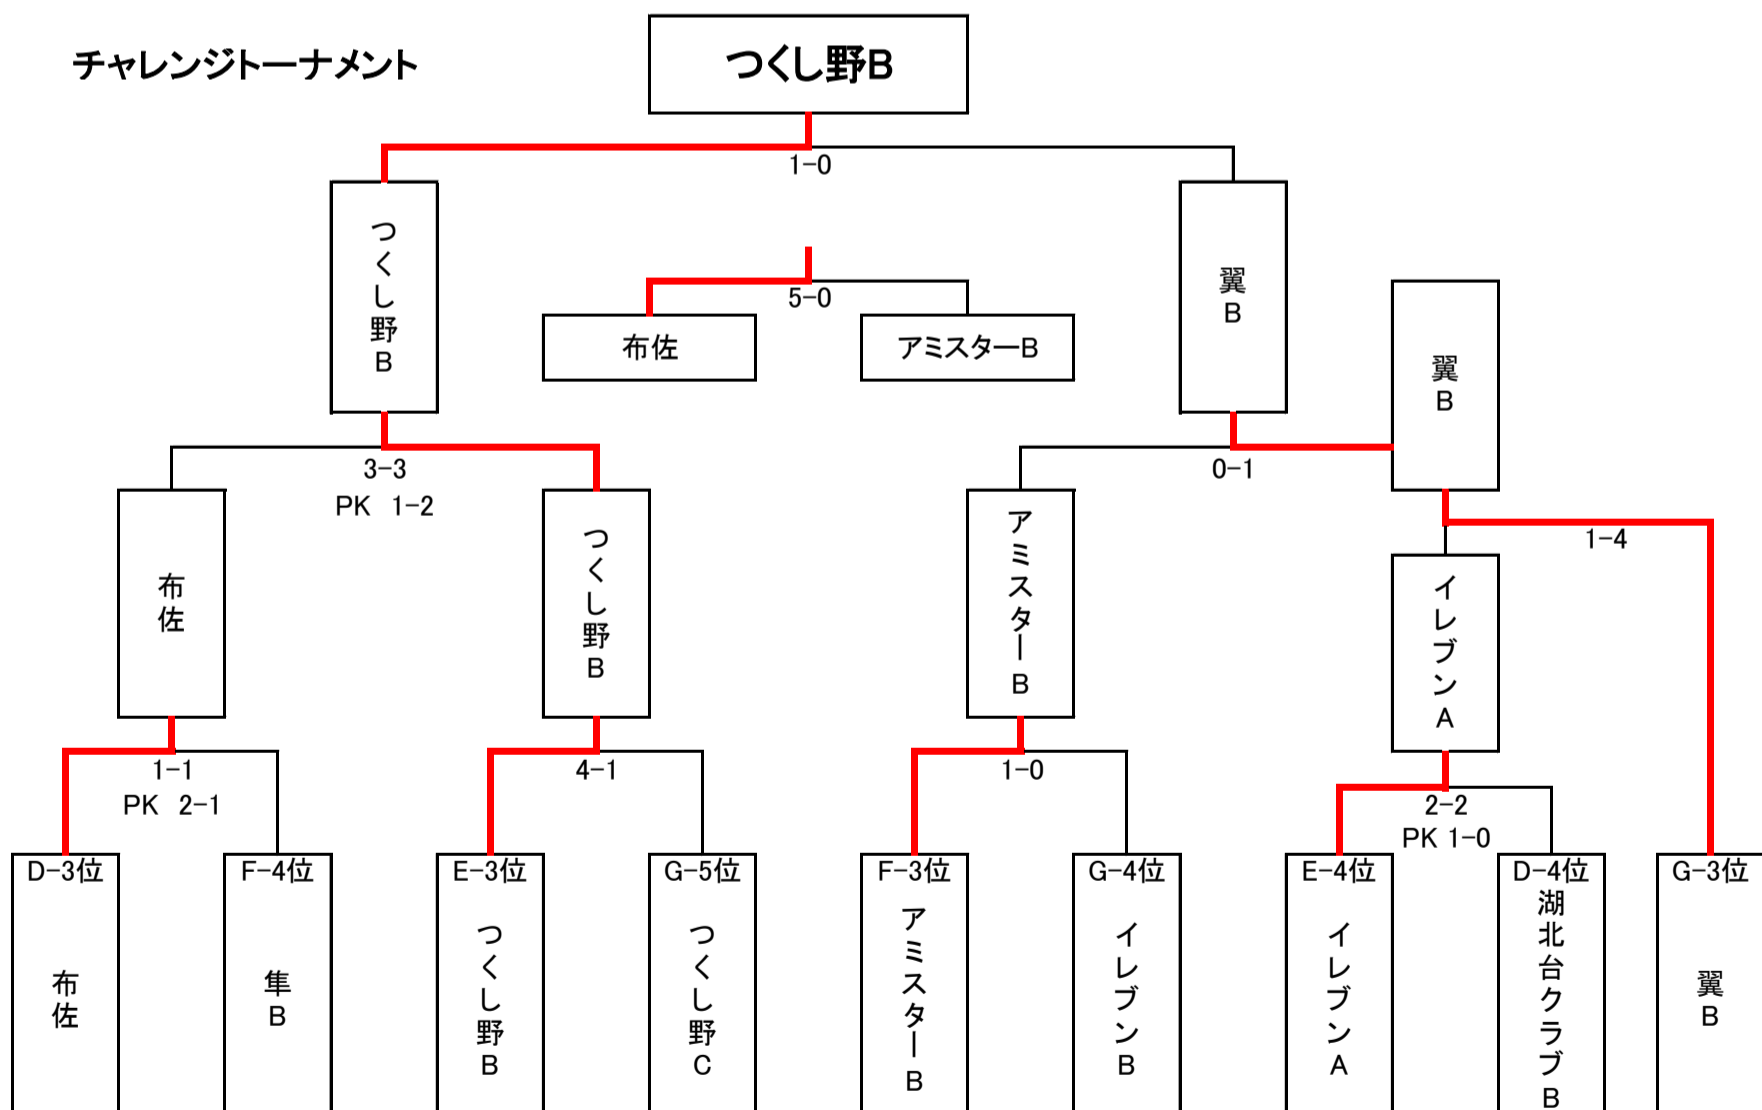 チャレンジトーナメント
つくし野B
1-0
つくし野B
翼B
5-0
布佐
アミスターB
翼B
3-3
PK 1-2
0-1
布佐
つくし野B
アミスターB
1-4
イレブンA
1-1
PK 2-1
4-1
1-0
2-2
PK 1-0
D-3位
布佐
F-4位
隼B
E-3位
つくし野B
G-5位
つくし野C
F-3位
アミスターB
G-4位
イレブンB
E-4位
イレブンA
D-4位
湖北台クラブB
G-3位
翼B